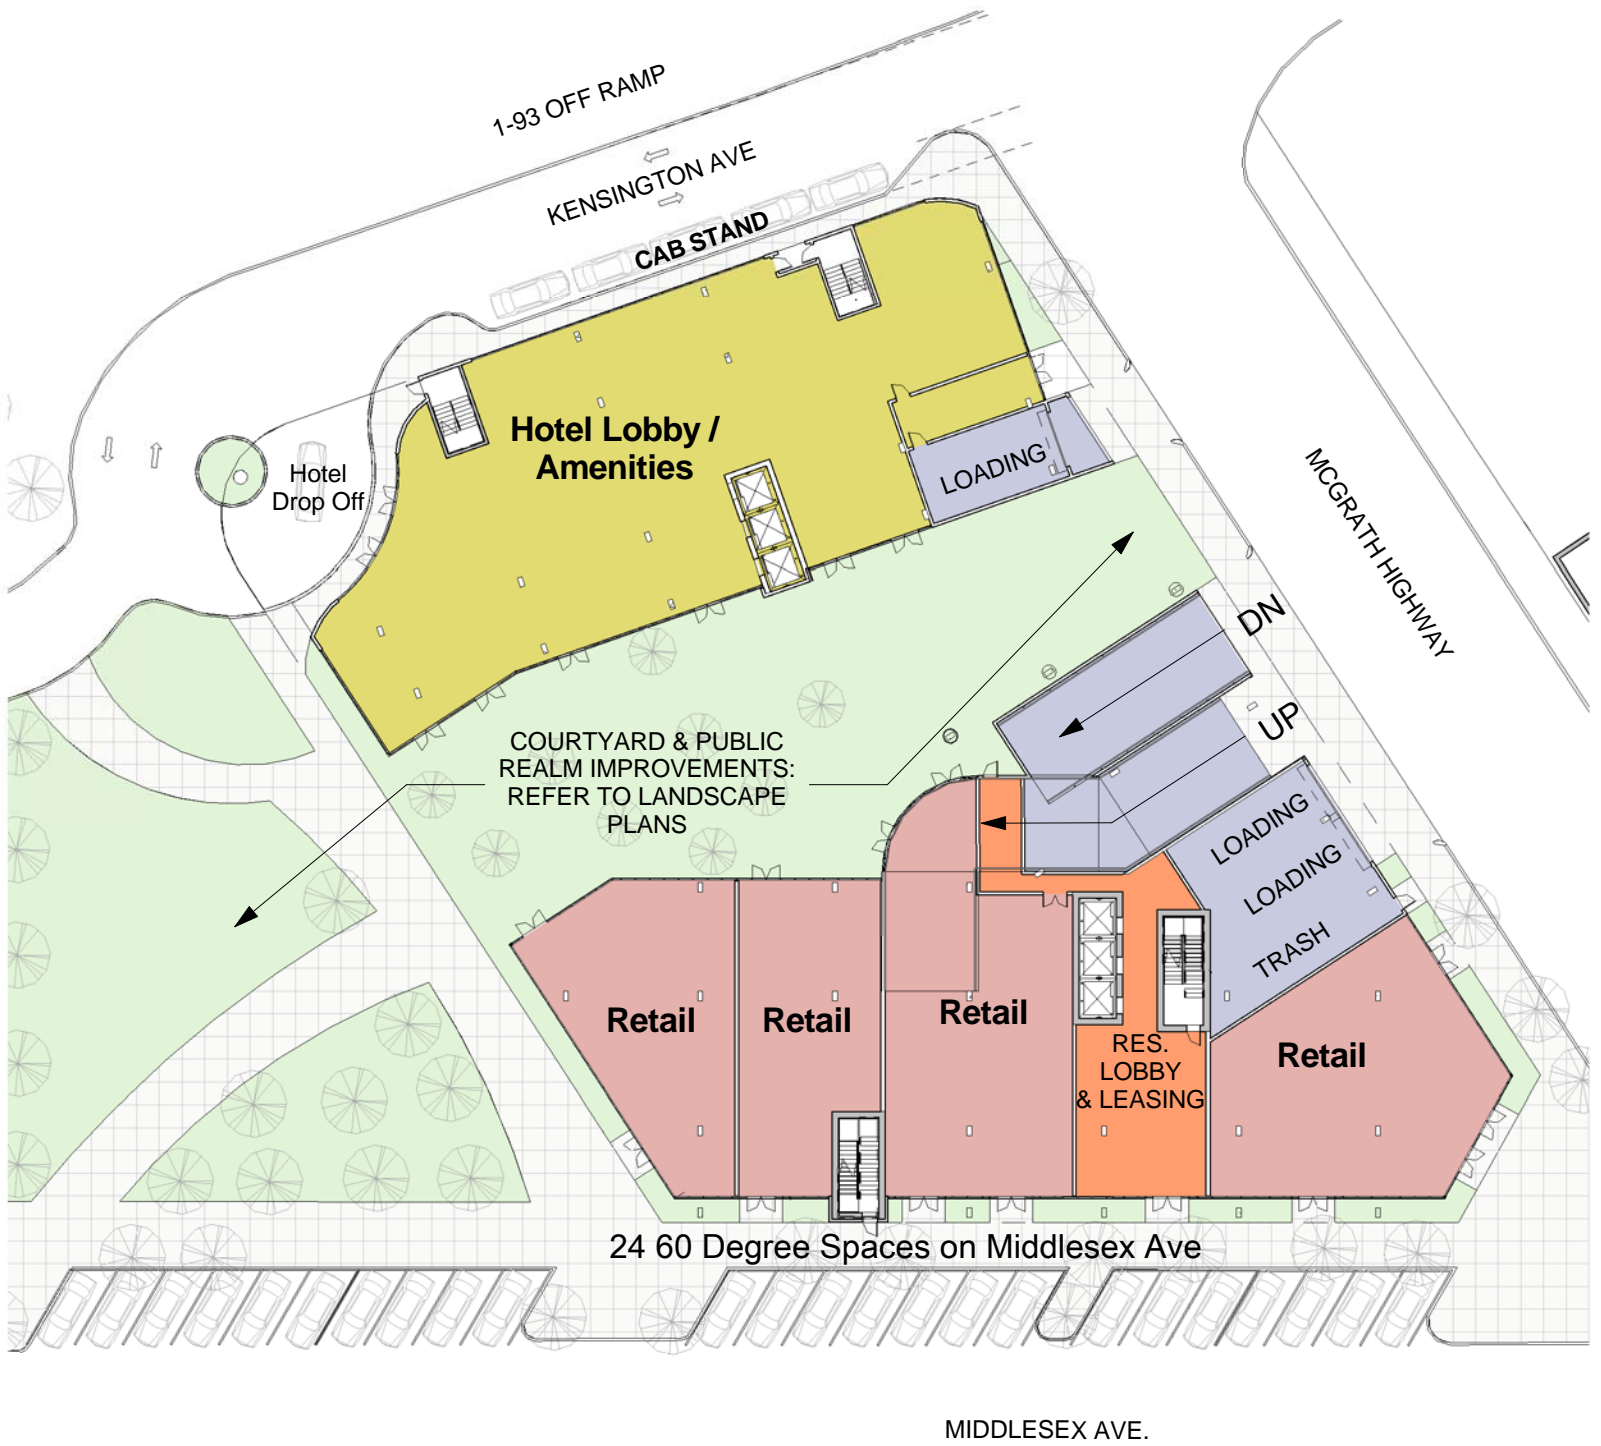 1-93 OFF RAMP
KENSINGTON AVE
CAB STAND
Hotel Lobby /
Amenities
LOADING
Hotel
Drop Off
MCGRATH HIGHWAY
DN
UP
COURTYARD & PUBLIC
REALM IMPROVEMENTS:
REFER TO LANDSCAPE
PLANS
LOADING
LOADING
TRASH
Retail
Retail
Retail
RES.
LOBBY
& LEASING
Retail
24 60 Degree Spaces on Middlesex Ave
MIDDLESEX AVE.